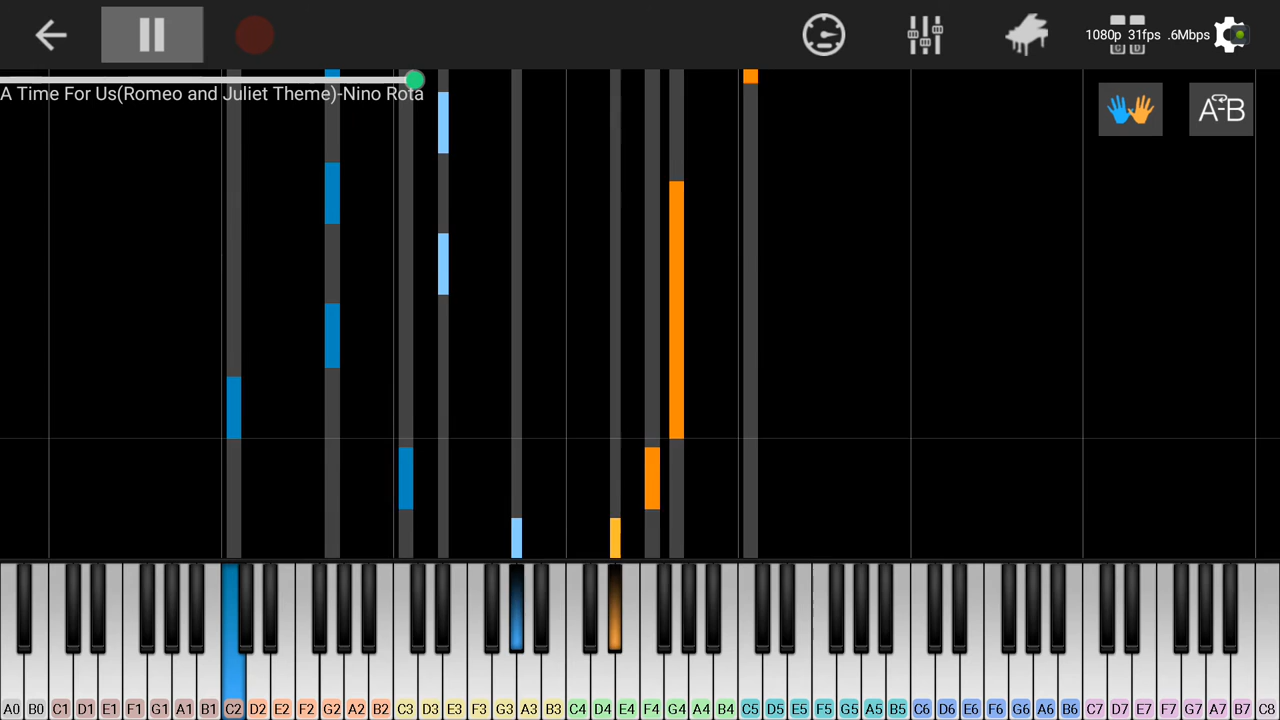 1080p 31fps .6Mbps
A Time For Us(Romeo and Juliet Theme)-Nino Rota
A-B
A0 B0 C1 D1 E1 F1 G1 A1 B1 C2 D2 E2 F2 G2 A2 B2 C3 D3 E3 F3 G3 A3 B3 C4 D4 E4 F4 G4 A4 B4 C5 D5 E5 F5 G5 A5 B5 C6 D6 E6 F6 G6 A6 B6 C7 D7 E7 F7 G7 A7 B7 C8